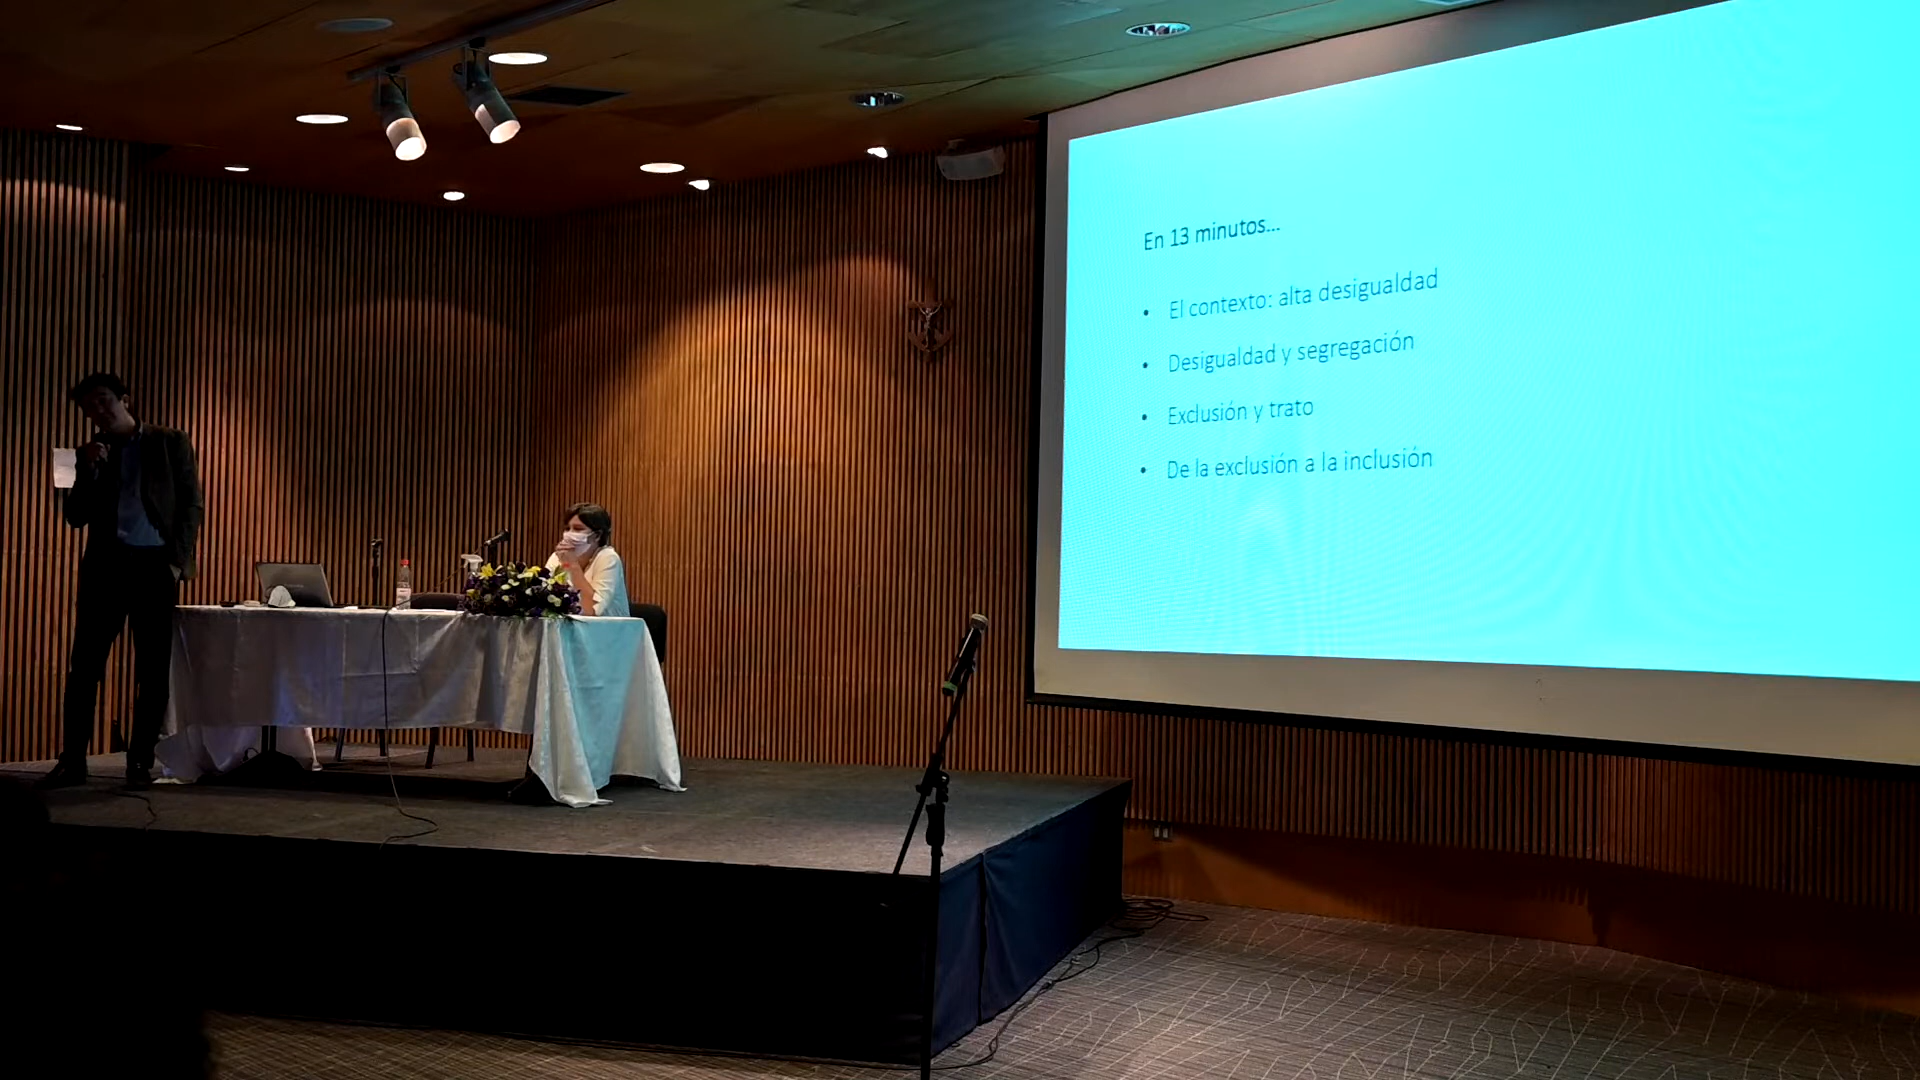 En 13 minutos...
• El contexto: alta desigualdad
• Desigualdad y segregación
• Exclusión y trato
• De la exclusión a la inclusión